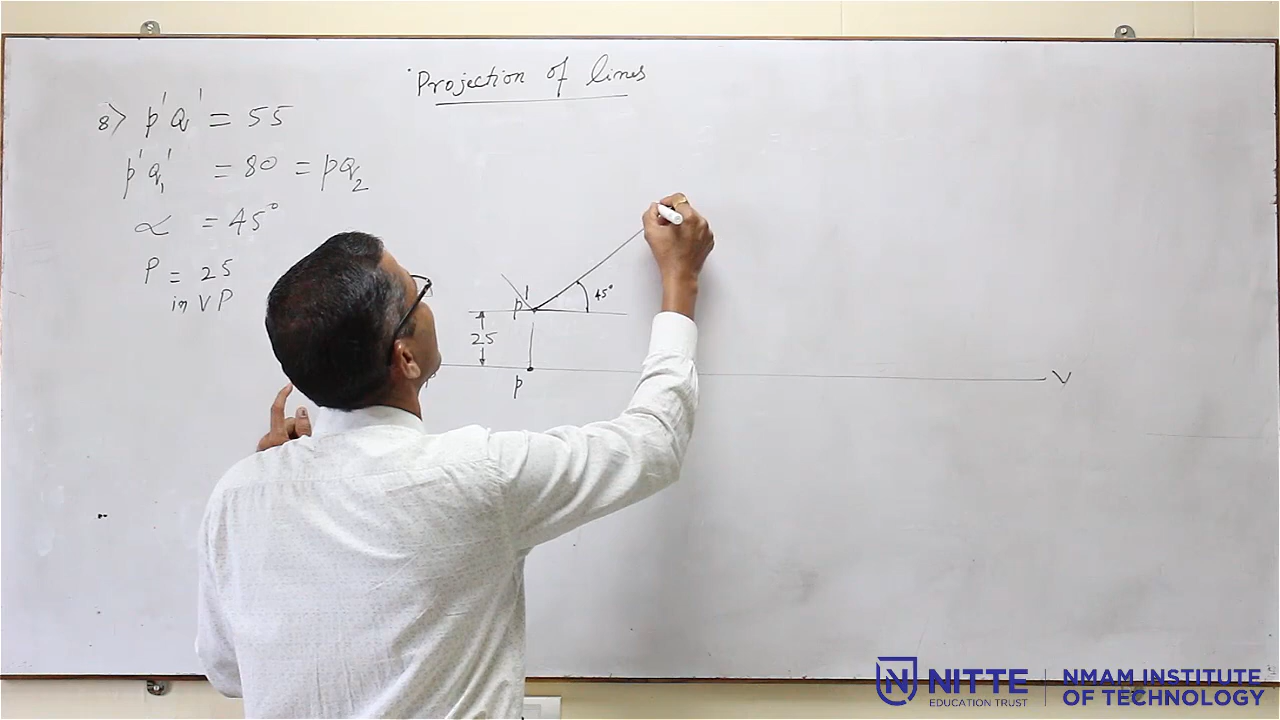 Projection of lines
8> p'q' = 55
p'q₁' = 80 = pq₂
α = 45°
P = 25
in VP
45°
p'
25
p
V
NITTE
EDUCATION TRUST
NMAM INSTITUTE
OF TECHNOLOGY